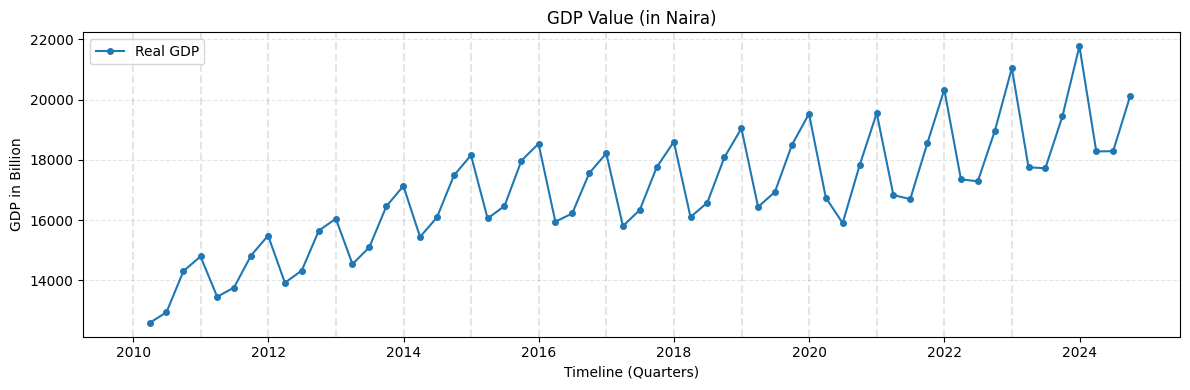 GDP Value (in Naira)
Real GDP
GDP in Billion
22000
20000
18000
16000
14000
2010 2012 2014 2016 2018 2020 2022 2024
Timeline (Quarters)